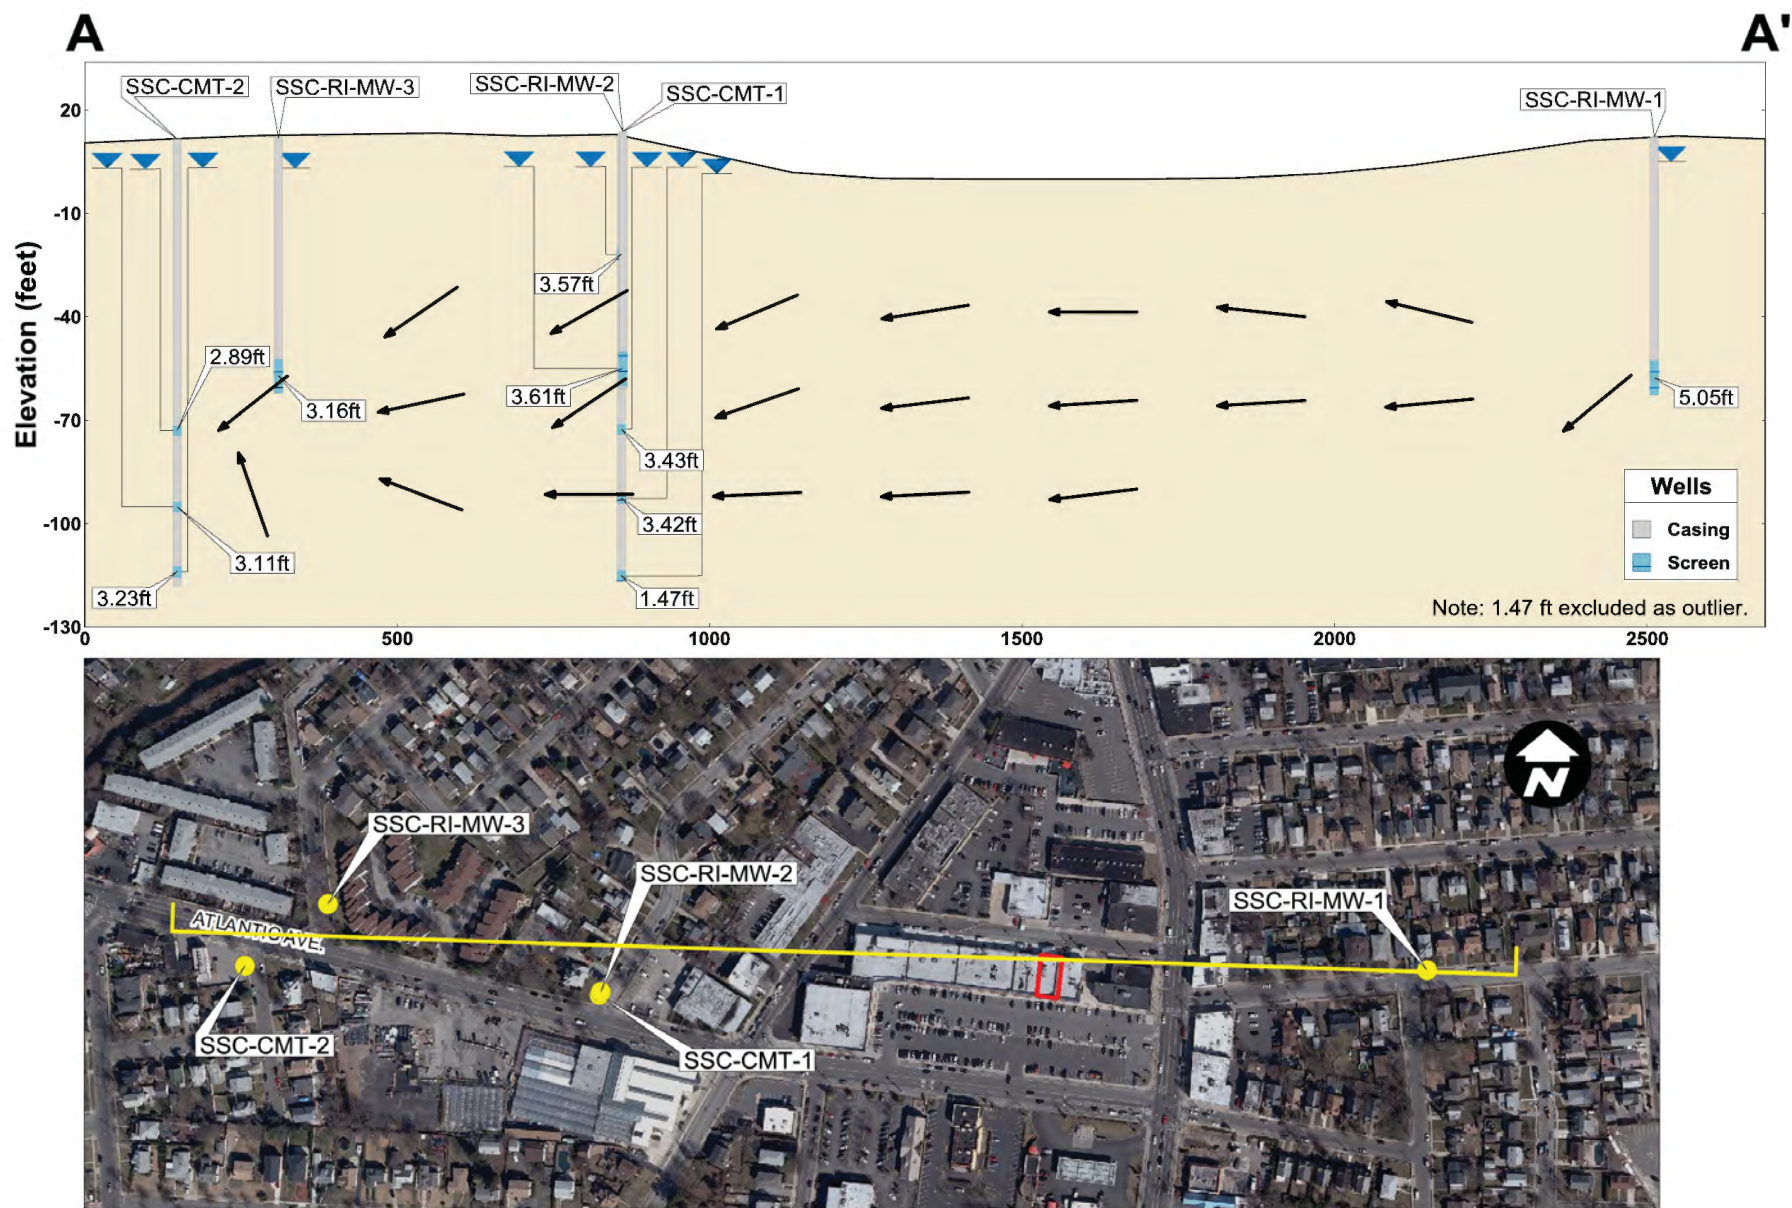 A
A'
SSC-CMT-2
SSC-RI-MW-3
SSC-RI-MW-2
SSC-CMT-1
SSC-RI-MW-1
Elevation (feet)
20
-10
-40
-70
-100
-130
3.57ft
2.89ft
3.16ft
3.61ft
5.05ft
3.43ft
3.42ft
3.11ft
3.23ft
1.47ft
Wells
Casing
Screen
Note: 1.47 ft excluded as outlier.
0
500
1000
1500
2000
2500
N
SSC-RI-MW-3
SSC-RI-MW-2
SSC-RI-MW-1
ATLANTIC AVE.
SSC-CMT-2
SSC-CMT-1